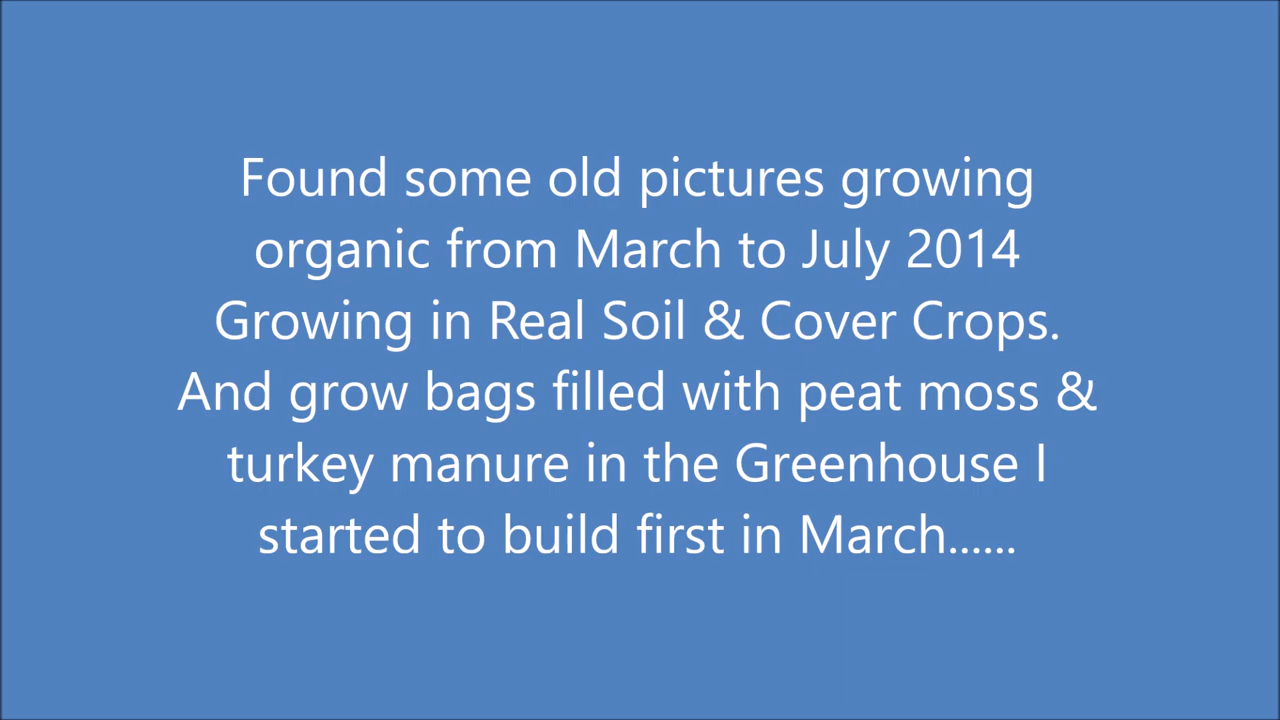 Found some old pictures growing
organic from March to July 2014
Growing in Real Soil & Cover Crops.
And grow bags filled with peat moss &
turkey manure in the Greenhouse I
started to build first in March......